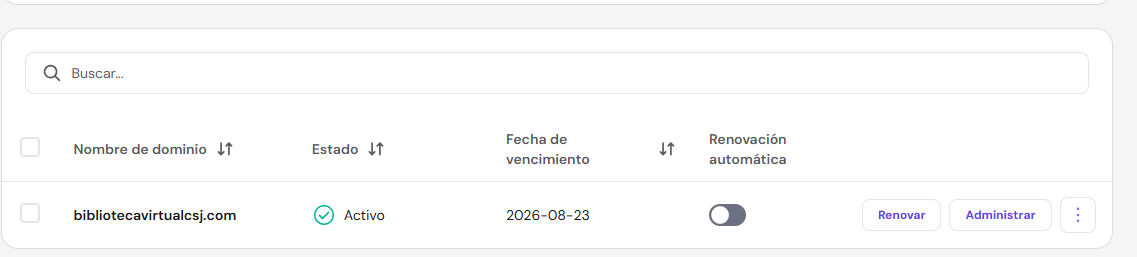 Buscar...
Nombre de dominio
Estado
Fecha de
vencimiento
Renovación
automática
bibliotecavirtualcsj.com
Activo
2026-08-23
Renovar
Administrar